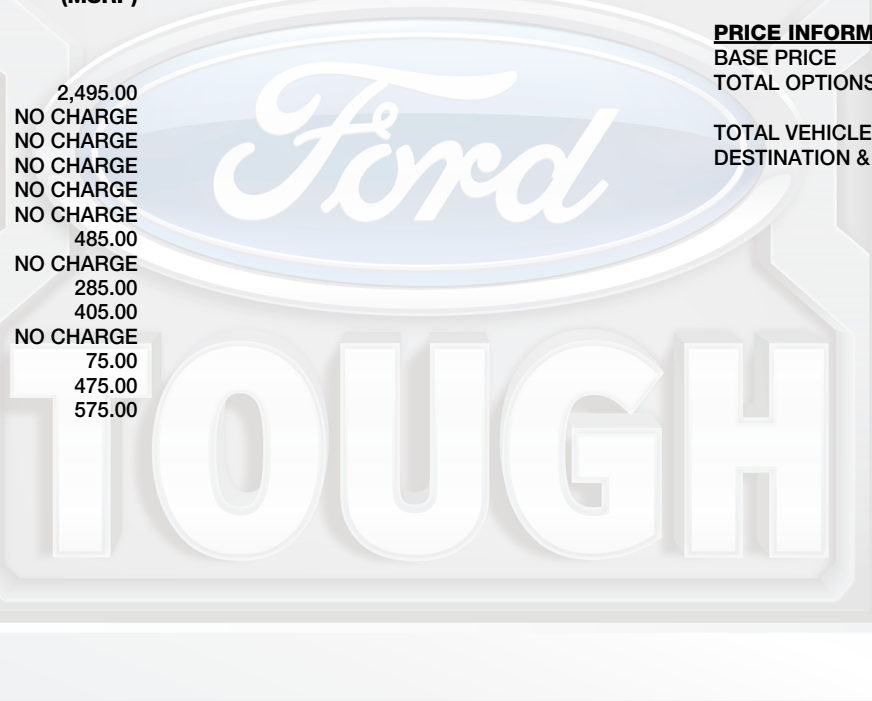 (MSRP)
2,495.00
NO CHARGE
NO CHARGE
NO CHARGE
NO CHARGE
NO CHARGE
485.00
NO CHARGE
285.00
405.00
NO CHARGE
75.00
475.00
575.00
PRICE INFORM
BASE PRICE
TOTAL OPTIONS
TOTAL VEHICLE
DESTINATION &
Ford
TOUGH